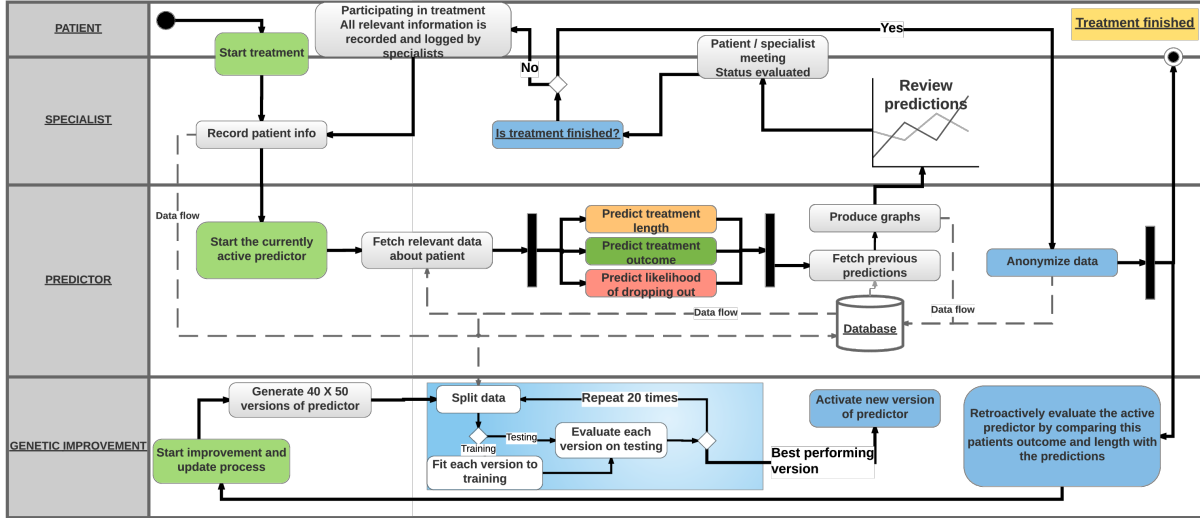 PATIENT
Start treatment
Participating in treatment
All relevant information is
recorded and logged by
specialists
No
Yes
Patient / specialist
meeting
Status evaluated
Treatment finished
SPECIALIST
Record patient info
Is treatment finished?
Review
predictions
PREDICTOR
Data flow
Start the currently
active predictor
Fetch relevant data
about patient
Predict treatment
length
Predict treatment
outcome
Predict likelihood
of dropping out
Produce graphs
Fetch previous
predictions
Anonymize data
Data flow
Data flow
Database
GENETIC IMPROVEMENT
Generate 40 X 50
versions of predictor
Start improvement and
update process
Split data
Repeat 20 times
Testing
Training
Evaluate each
version on testing
Fit each version to
training
Best performing
version
Activate new version
of predictor
Retroactively evaluate the active
predictor by comparing this
patients outcome and length with
the predictions